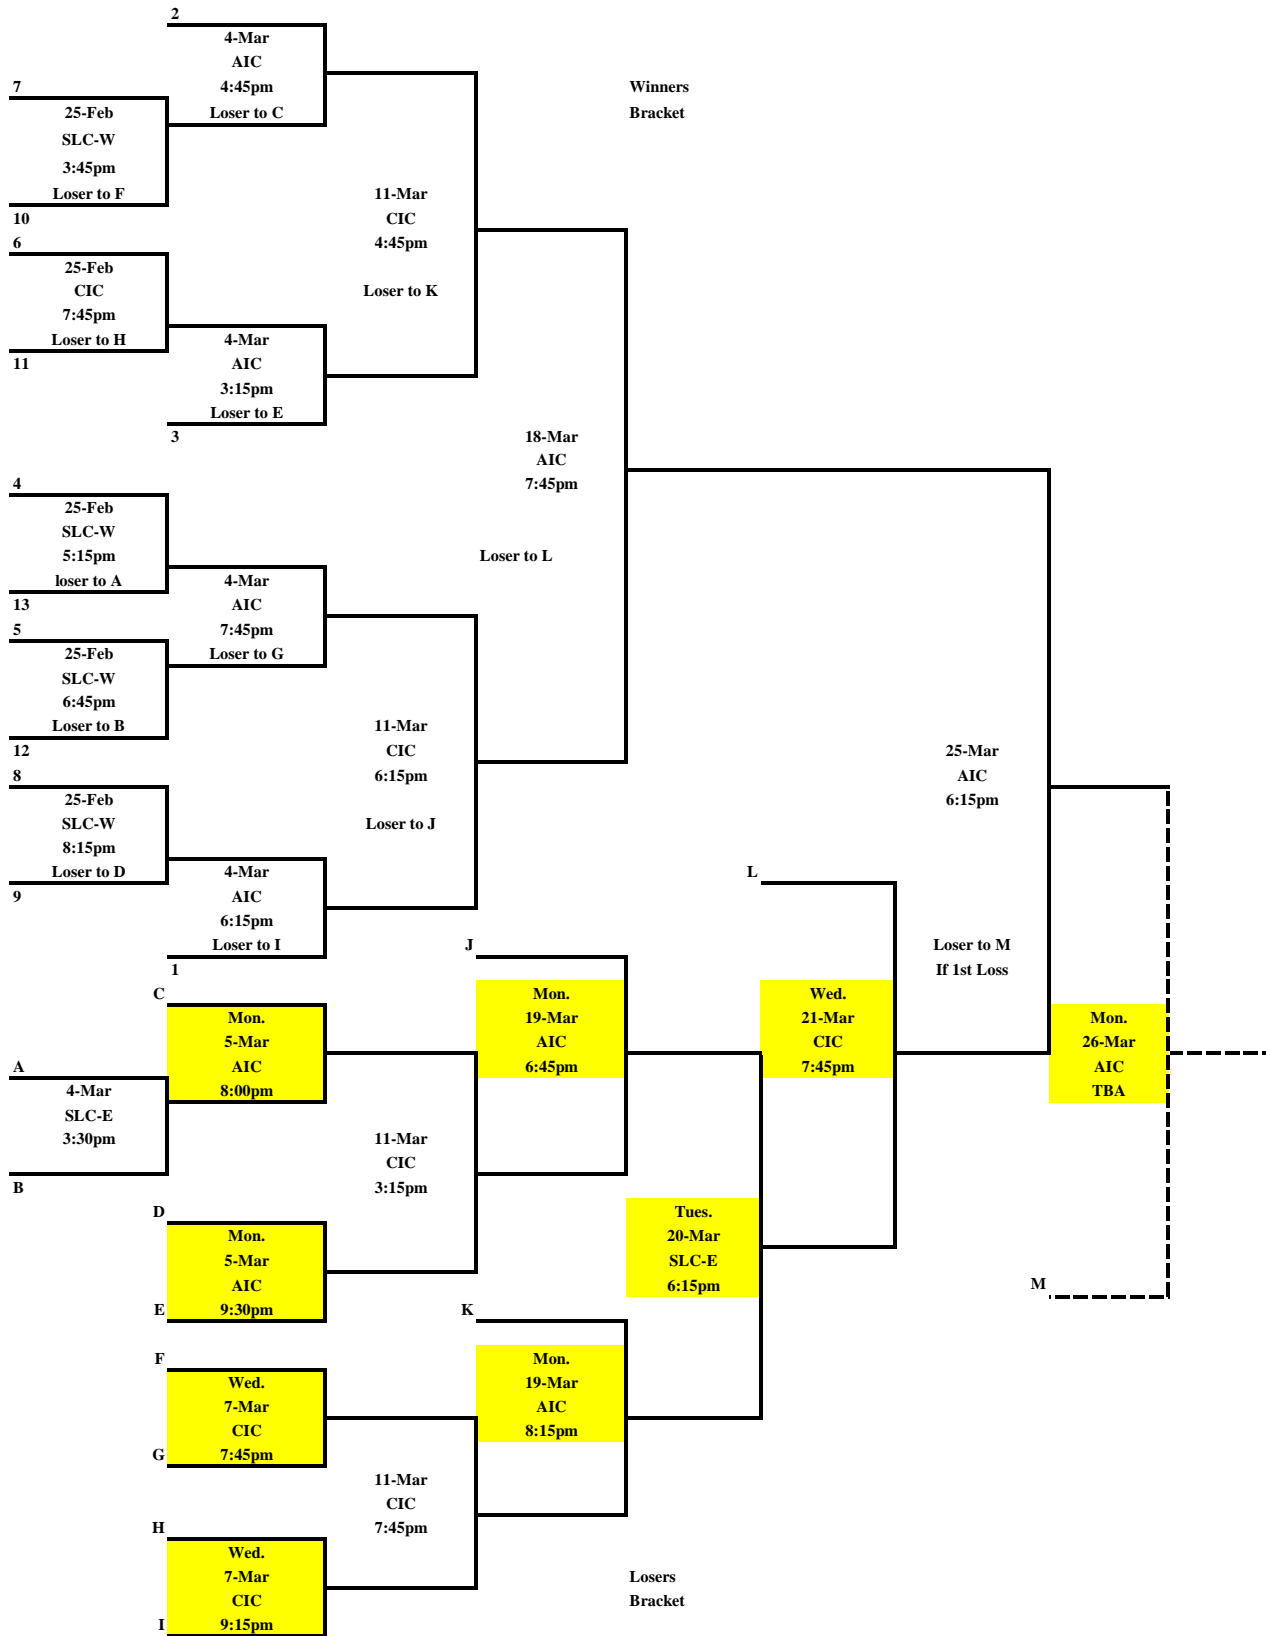 2
4-Mar
AIC
4:45pm
Loser to C
7
25-Feb
SLC-W
3:45pm
Loser to F
10
Winners
Bracket
6
25-Feb
CIC
7:45pm
Loser to H
11
11-Mar
CIC
4:45pm
Loser to K
4-Mar
AIC
3:15pm
Loser to E
3
18-Mar
AIC
7:45pm
Loser to L
4
25-Feb
SLC-W
5:15pm
loser to A
13
4-Mar
AIC
7:45pm
Loser to G
5
25-Feb
SLC-W
6:45pm
Loser to B
12
11-Mar
CIC
6:15pm
Loser to J
8
25-Feb
SLC-W
8:15pm
Loser to D
9
4-Mar
AIC
6:15pm
Loser to I
1
25-Mar
AIC
6:15pm
Loser to M
If 1st Loss
L
J
C
Mon.
5-Mar
AIC
8:00pm
Mon.
19-Mar
AIC
6:45pm
Wed.
21-Mar
CIC
7:45pm
Mon.
26-Mar
AIC
TBA
A
4-Mar
SLC-E
3:30pm
B
11-Mar
CIC
3:15pm
D
Mon.
5-Mar
AIC
9:30pm
E
Tues.
20-Mar
SLC-E
6:15pm
M
K
F
Wed.
7-Mar
CIC
7:45pm
G
Mon.
19-Mar
AIC
8:15pm
11-Mar
CIC
7:45pm
H
Wed.
7-Mar
CIC
9:15pm
I
Losers
Bracket